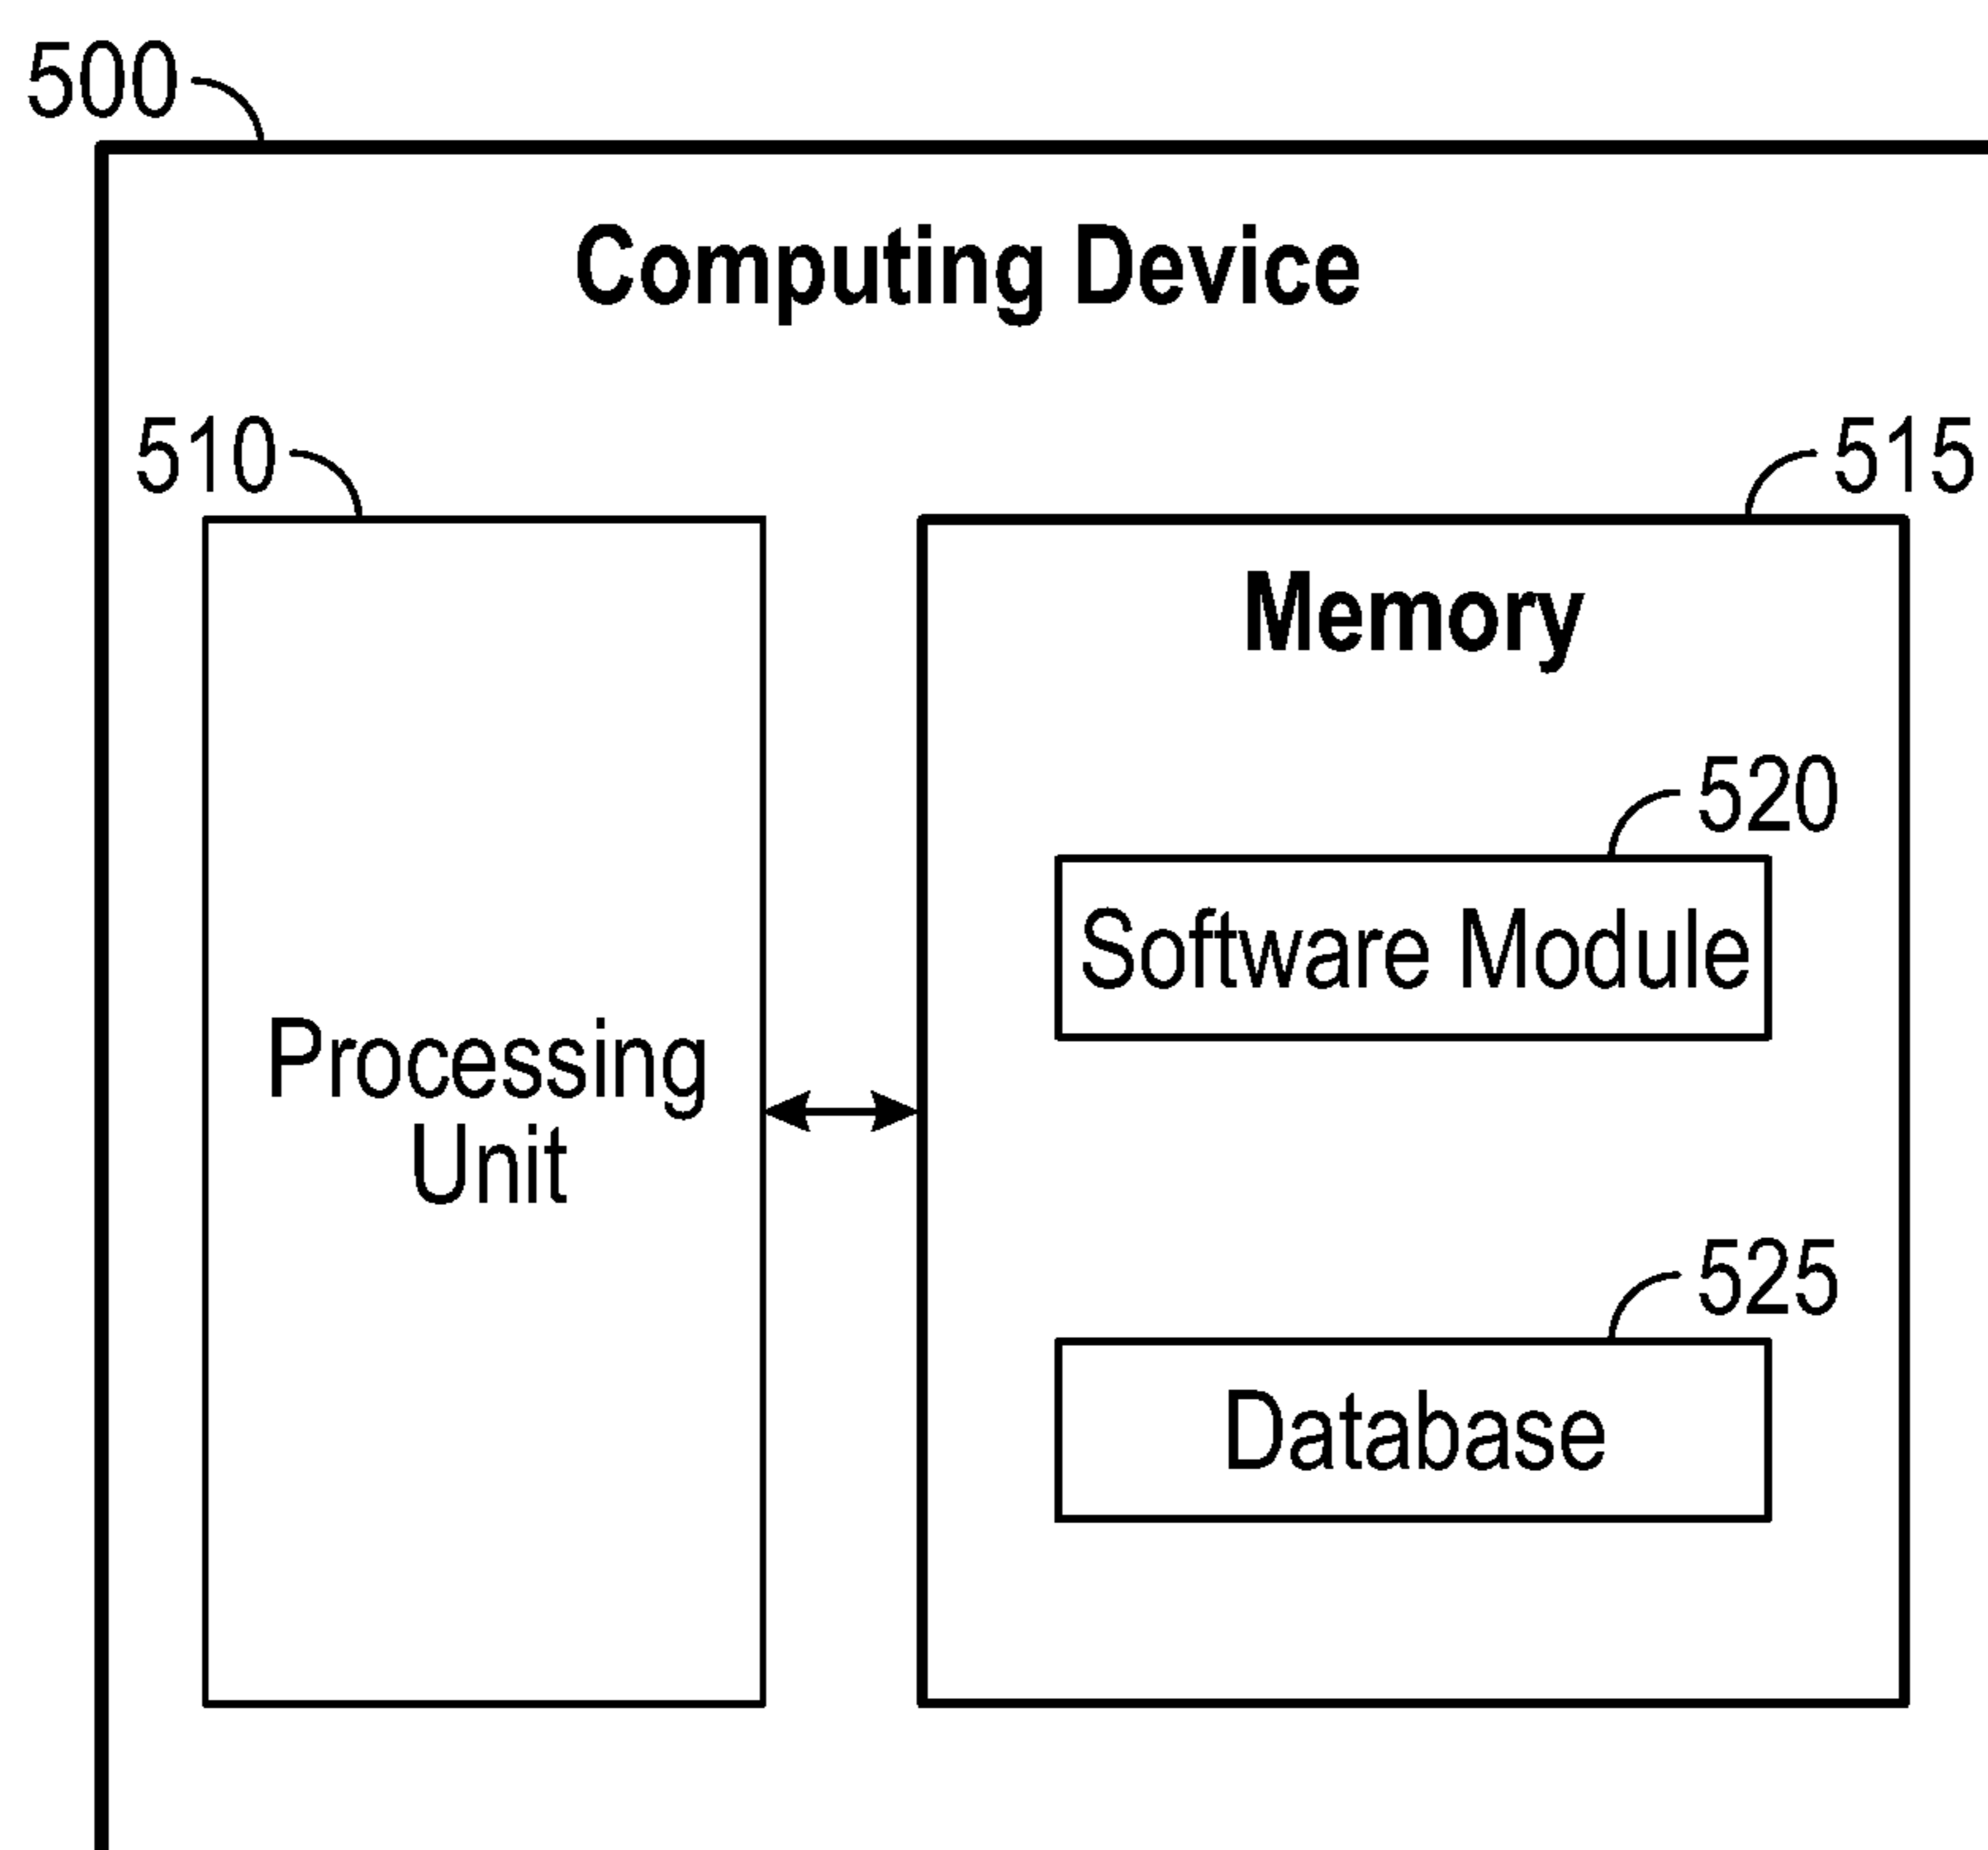 500
Computing Device
510
515
Memory
520
Software Module
Processing
Unit
525
Database